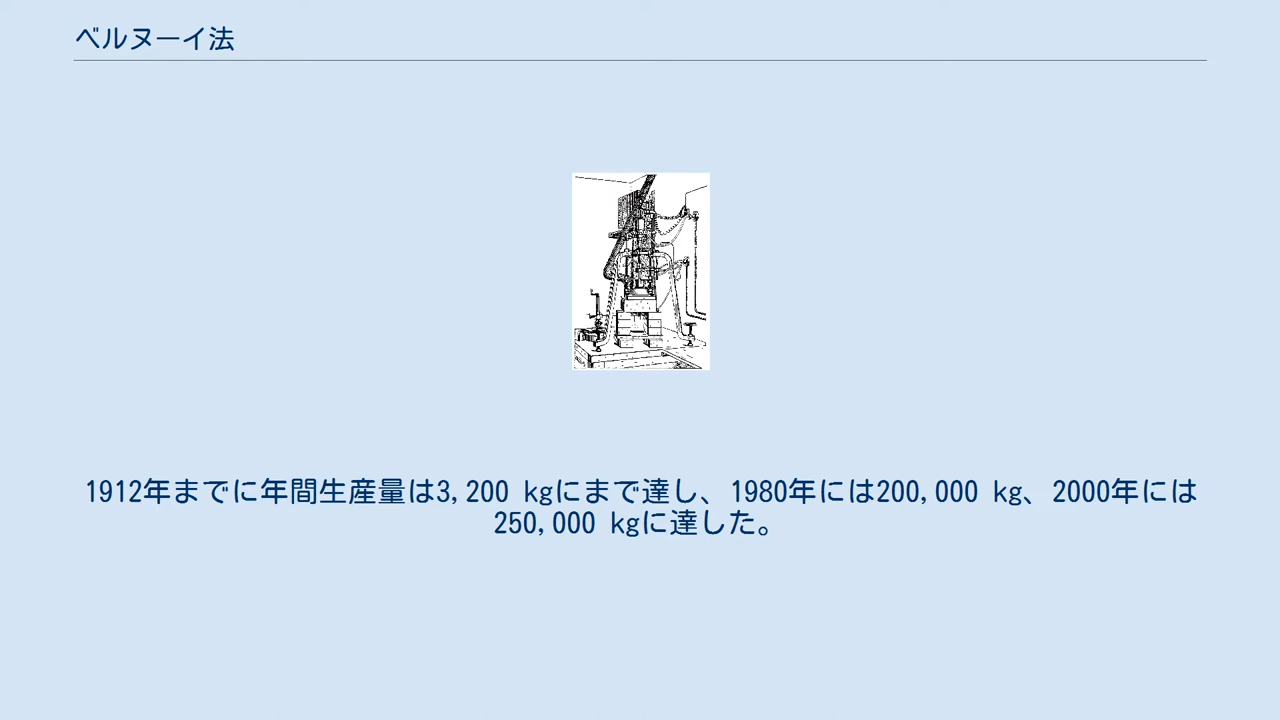 ベルヌーイ法
1912年までに年間生産量は3,200 kgにまで達し、1980年には200,000 kg、2000年には
250,000 kgに達した。